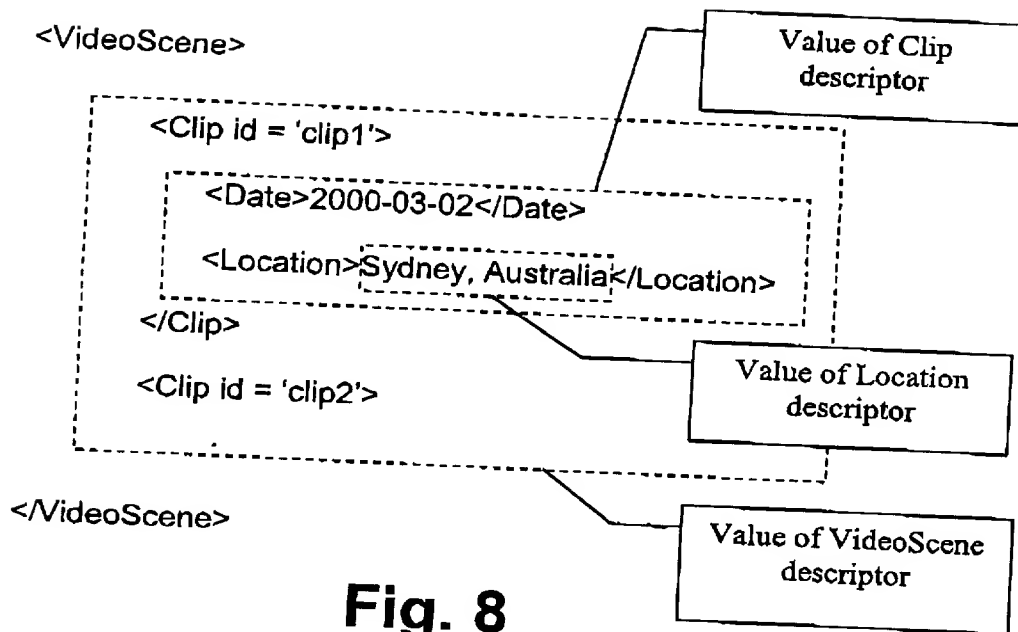 <VideoScene>
Value of Clip
descriptor
<Clip id = 'clip1'>
<Date>2000-03-02</Date>
<Location>Sydney, Australia</Location>
</Clip>
Value of Location
descriptor
<Clip id = 'clip2'>
</VideoScene>
Value of VideoScene
descriptor
Fig. 8